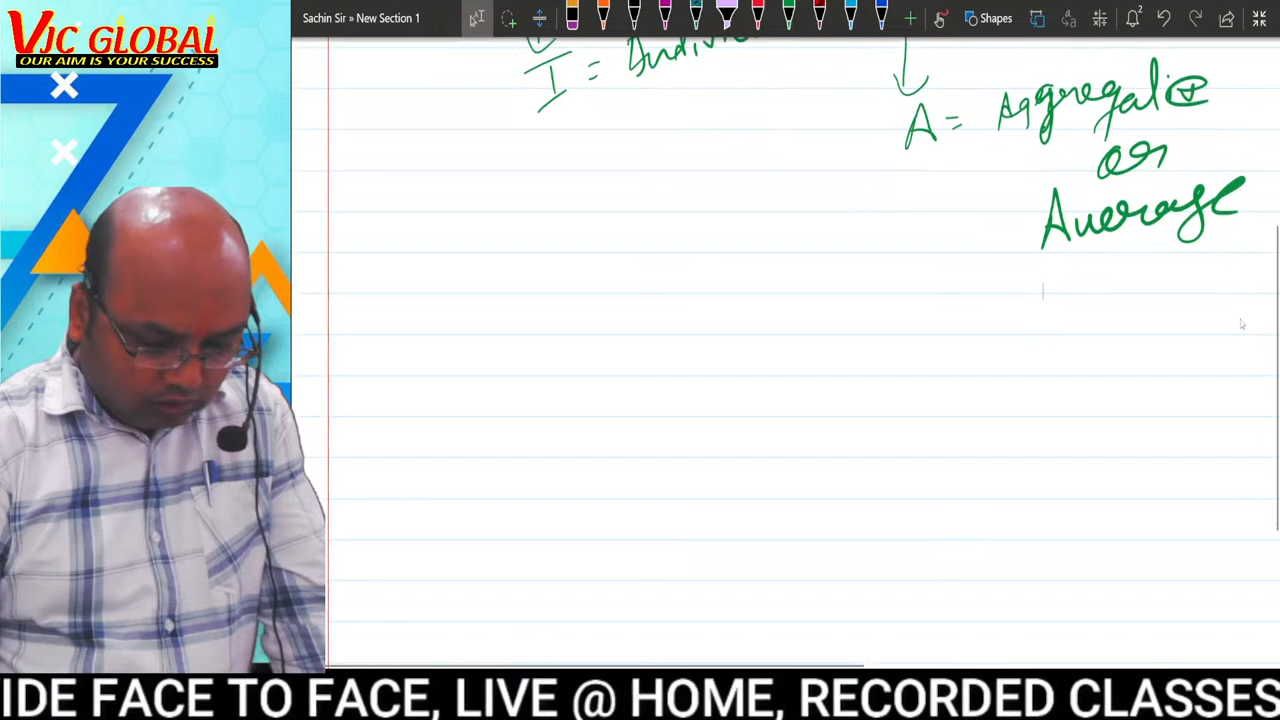 VJC GLOBAL
OUR AIM IS YOUR SUCCESS
Sachin Sir » New Section 1
Shapes
2
I =
A = Aggregate
or
Average
IDE FACE TO FACE, LIVE @ HOME, RECORDED CLASSES